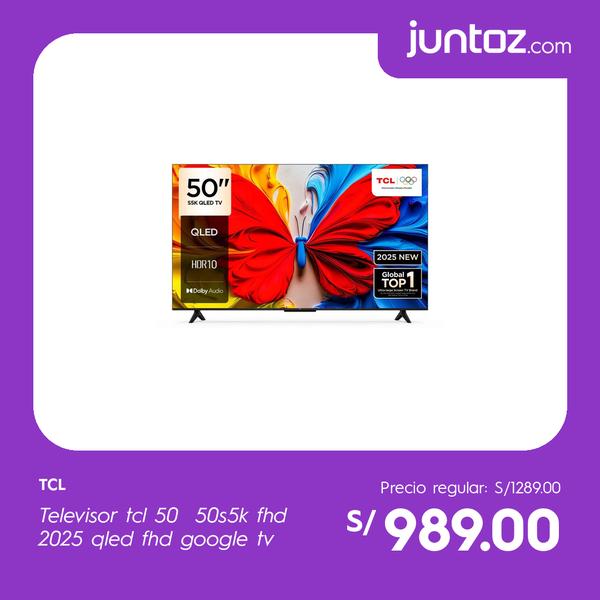 juntoz.com
50"
S5K QLED TV
TCL
QLED
HDR10
Dolby Audio
2025 NEW
Global
TOP 1
TCL
Televisor tcl 50 50s5k fhd
2025 qled fhd google tv
Precio regular: S/1289.00
S/ 989.00